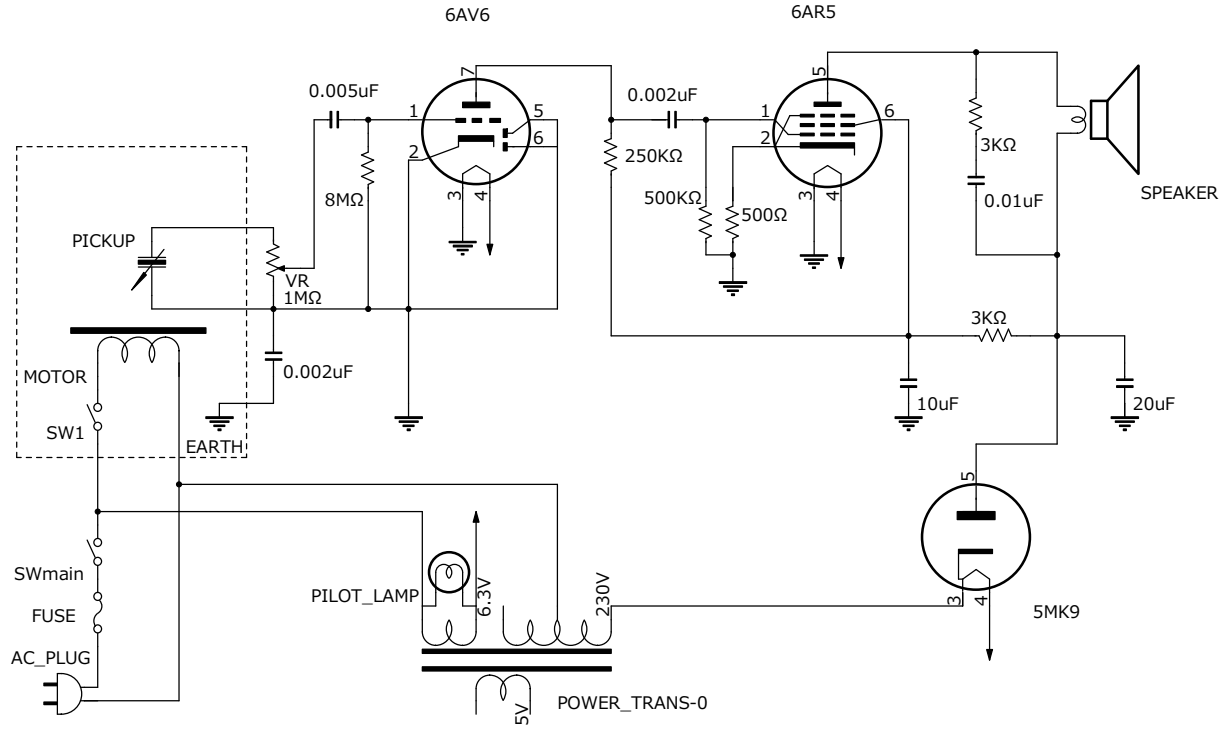 6AV6
6AR5
7
5
0.005uF
0.002uF
1
5
6
2
3
4
1
2
6
3
4
250KΩ
3KΩ
0.01uF
SPEAKER
8MΩ
500KΩ
500Ω
PICKUP
VR
1MΩ
3KΩ
MOTOR
0.002uF
10uF
20uF
SW1
EARTH
5
SWmain
PILOT_LAMP
6.3V
230V
3
4
5MK9
FUSE
AC_PLUG
5V
POWER_TRANS-0